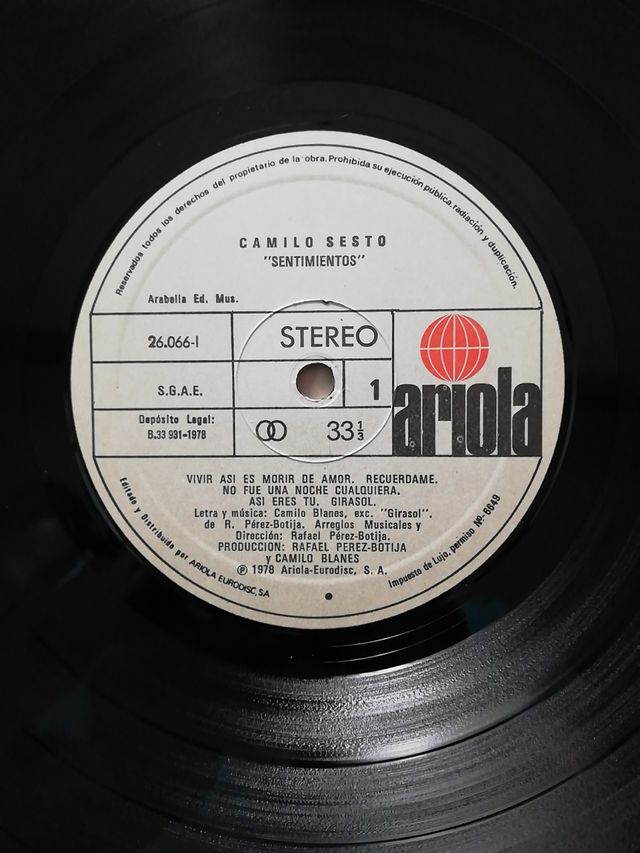 Reservados todos los derechos del propietario de la obra. Prohibida su ejecución pública, radiación y duplicación.
CAMILO SESTO
"SENTIMIENTOS"
Arabella Ed. Mus.
26.066-I
STEREO
S.G.A.E.
1
ariola
Depósito Legal:
B.33 931-1978
33 1/3
VIVIR ASI ES MORIR DE AMOR. RECUERDAME.
NO FUE UNA NOCHE CUALQUIERA.
ASI ERES TU. GIRASOL.
Letra y música: Camilo Blanes, exc. "Girasol".
de R. Pérez-Botija. Arreglos Musicales y
Dirección: Rafael Pérez-Botija.
PRODUCCION: RAFAEL PEREZ-BOTIJA
y CAMILO BLANES
Ⓟ 1978 Ariola-Eurodisc, S. A.
Editado y Distribuido por ARIOLA EURODISC, S.A
Impuesto de Lujo, permiso Nº-6849